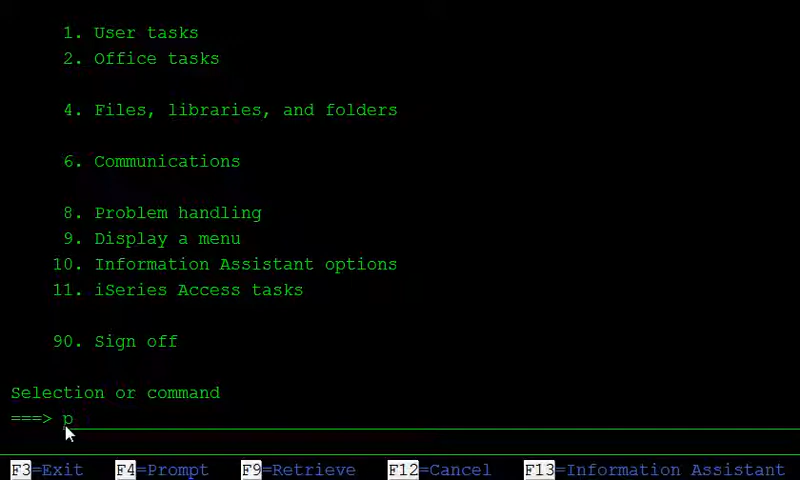 1. User tasks
2. Office tasks
4. Files, libraries, and folders
6. Communications
8. Problem handling
9. Display a menu
10. Information Assistant options
11. iSeries Access tasks
90. Sign off
Selection or command
===> p
F3=Exit F4=Prompt F9=Retrieve F12=Cancel F13=Information Assistant